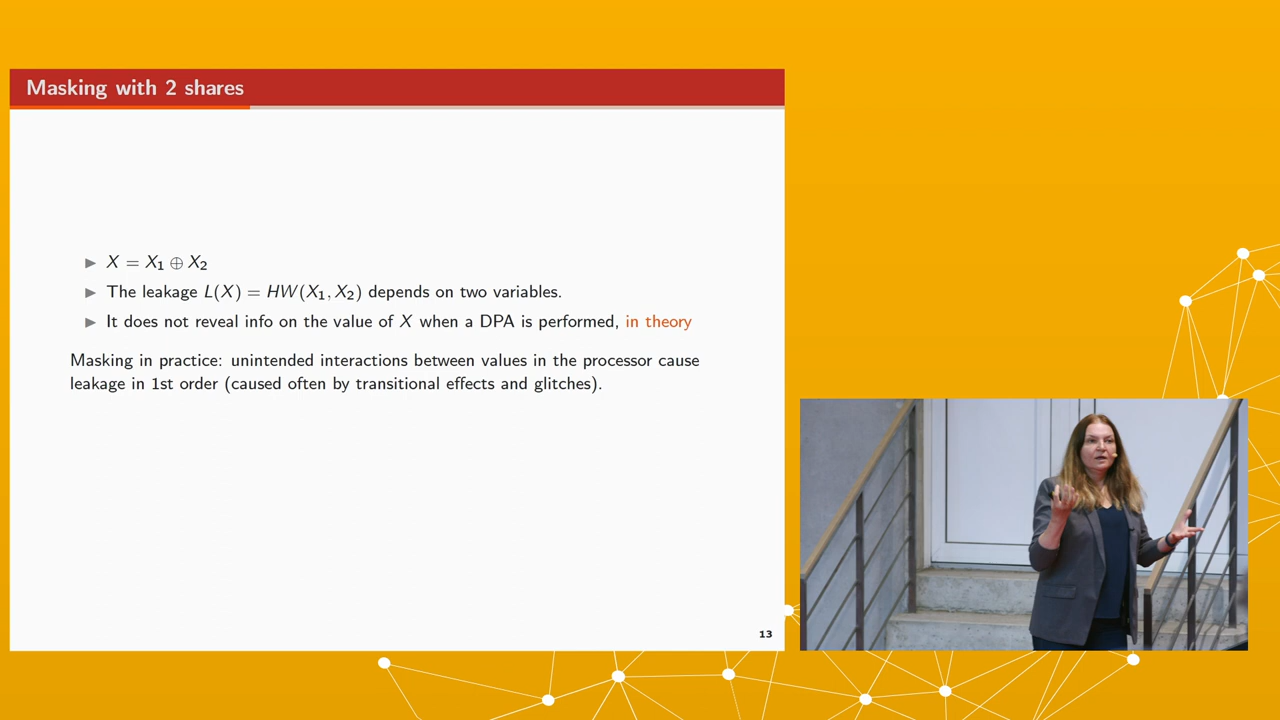 Masking with 2 shares
▶ X = X₁ ⊕ X₂
▶ The leakage L(X) = HW(X₁, X₂) depends on two variables.
▶ It does not reveal info on the value of X when a DPA is performed, in theory
Masking in practice: unintended interactions between values in the processor cause
leakage in 1st order (caused often by transitional effects and glitches).
13